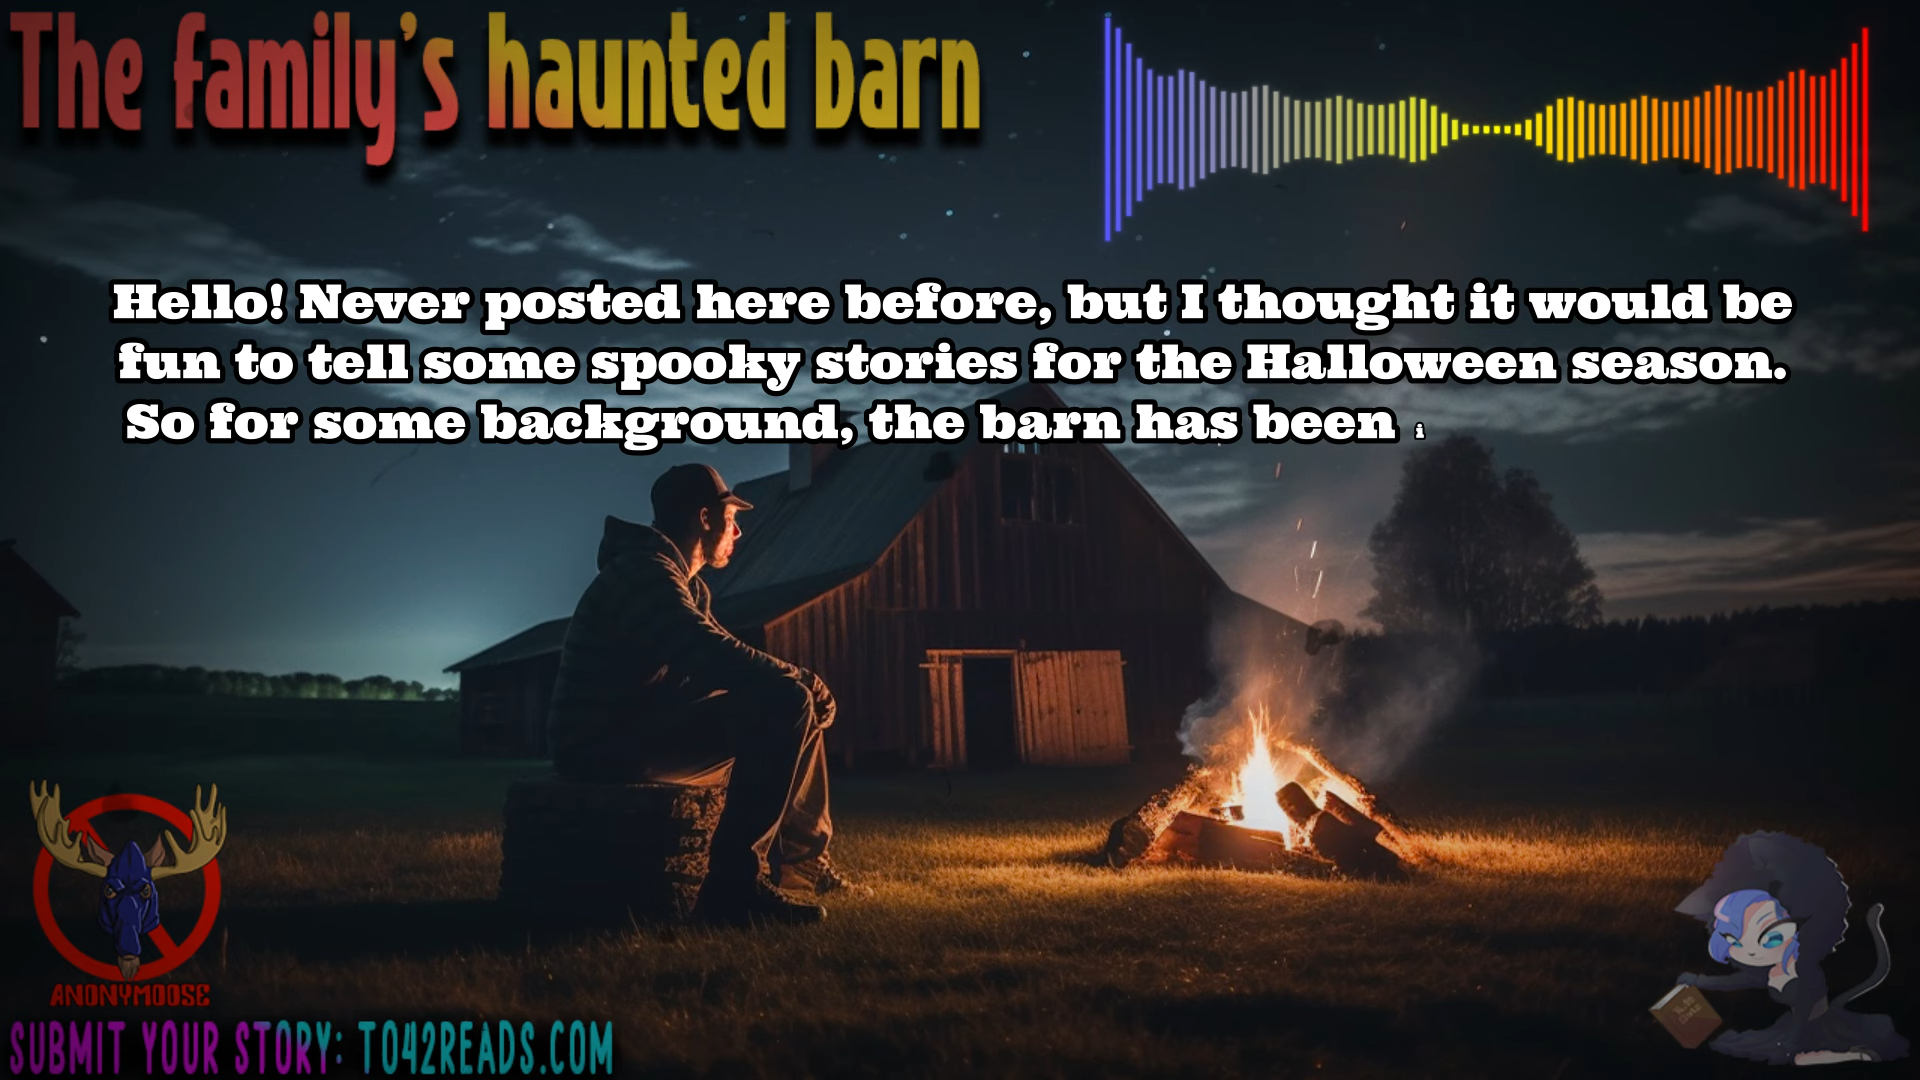 The family's haunted barn
Hello! Never posted here before, but I thought it would be
fun to tell some spooky stories for the Halloween season.
So for some background, the barn has been i
ANONYMOOSE
SUBMIT YOUR STORY: TO42READS.COM